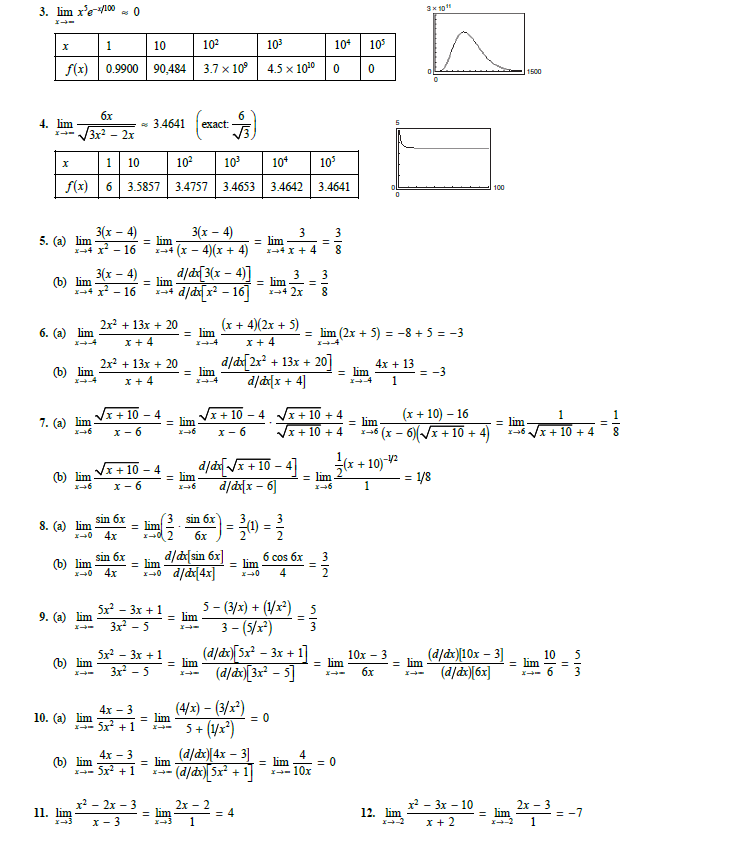 3. lim x→∞ x⁵e^(−x/100) ≈ 0
x 1 10 10² 10³ 10⁴ 10⁵
f(x) 0.9900 90,484 3.7 × 10⁹ 4.5 × 10¹⁰ 0 0
3 × 10¹¹
0
0
1500
4. lim x→∞ 6x/√(3x² − 2x) ≈ 3.4641 (exact: 6/√3)
x 1 10 10² 10³ 10⁴ 10⁵
f(x) 6 3.5857 3.4757 3.4653 3.4642 3.4641
5
0
0
100
5. (a) lim x→4 3(x − 4)/(x² − 16) = lim x→4 3(x − 4)/((x − 4)(x + 4)) = lim x→4 3/(x + 4) = 3/8
(b) lim x→4 3(x − 4)/(x² − 16) = lim x→4 d/dx[3(x − 4)]/d/dx[x² − 16] = lim x→4 3/2x = 3/8
6. (a) lim x→−4 (2x² + 13x + 20)/(x + 4) = lim x→−4 (x + 4)(2x + 5)/(x + 4) = lim x→−4 (2x + 5) = −8 + 5 = −3
(b) lim x→−4 (2x² + 13x + 20)/(x + 4) = lim x→−4 d/dx[2x² + 13x + 20]/d/dx[x + 4] = lim x→−4 (4x + 13)/1 = −3
7. (a) lim x→6 (√(x + 10) − 4)/(x − 6) = lim x→6 (√(x + 10) − 4)/(x − 6) · (√(x + 10) + 4)/(√(x + 10) + 4) = lim x→6 ((x + 10) − 16)/((x − 6)(√(x + 10) + 4)) = lim x→6 1/(√(x + 10) + 4) = 1/8
(b) lim x→6 (√(x + 10) − 4)/(x − 6) = lim x→6 d/dx[√(x + 10) − 4]/d/dx[x − 6] = lim x→6 (1/2(x + 10)^(−1/2))/1 = 1/8
8. (a) lim x→0 sin 6x/4x = lim x→0 (3/2 · sin 6x/6x) = 3/2(1) = 3/2
(b) lim x→0 sin 6x/4x = lim x→0 d/dx[sin 6x]/d/dx[4x] = lim x→0 6 cos 6x/4 = 3/2
9. (a) lim x→∞ (5x² − 3x + 1)/(3x² − 5) = lim x→∞ (5 − (3/x) + (1/x²))/(3 − (5/x²)) = 5/3
(b) lim x→∞ (5x² − 3x + 1)/(3x² − 5) = lim x→∞ (d/dx)[5x² − 3x + 1]/(d/dx)[3x² − 5] = lim x→∞ (10x − 3)/6x = lim x→∞ (d/dx)[10x − 3]/(d/dx)[6x] = lim x→∞ 10/6 = 5/3
10. (a) lim x→∞ (4x − 3)/(5x² + 1) = lim x→∞ ((4/x) − (3/x²))/(5 + (1/x²)) = 0
(b) lim x→∞ (4x − 3)/(5x² + 1) = lim x→∞ (d/dx)[4x − 3]/(d/dx)[5x² + 1] = lim x→∞ 4/10x = 0
11. lim x→3 (x² − 2x − 3)/(x − 3) = lim x→3 (2x − 2)/1 = 4
12. lim x→−2 (x² − 3x − 10)/(x + 2) = lim x→−2 (2x − 3)/1 = −7